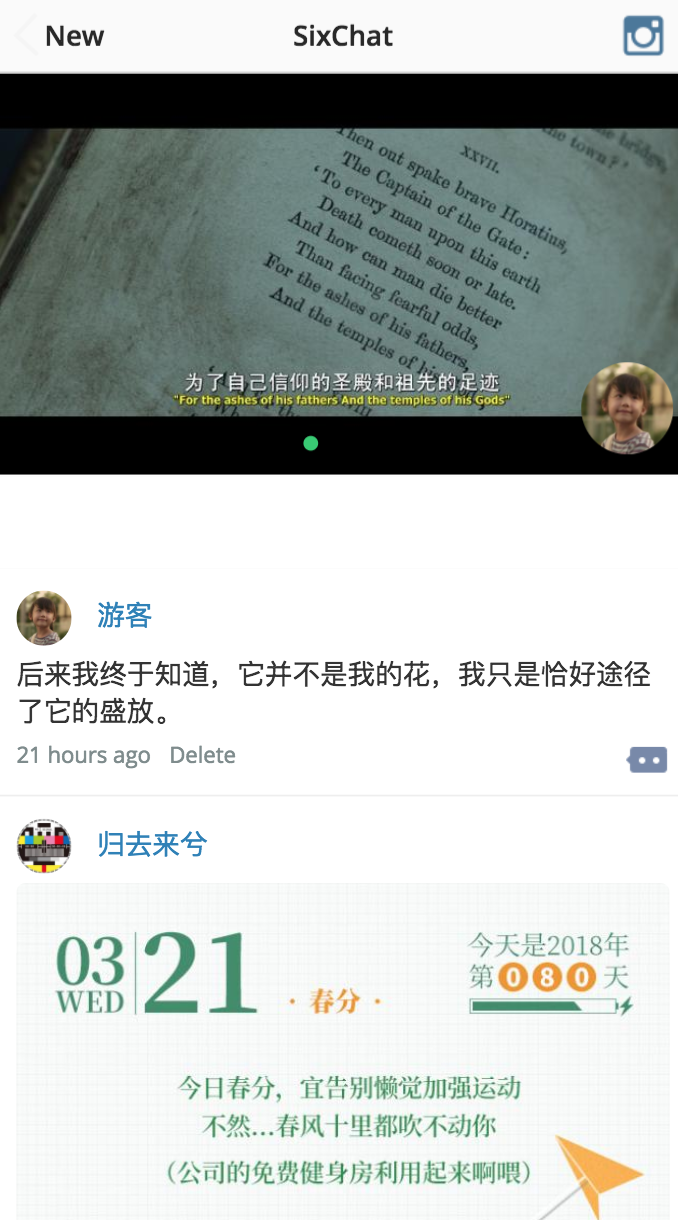 New
SixChat
the bridge,
the town?'
XXVII.
Then out spake brave Horatius,
The Captain of the Gate:
'To every man upon this earth
Death cometh soon or late.
And how can man die better
Than facing fearful odds,
For the ashes of his fathers,
And the temples of
为了自己信仰的圣殿和祖先的足迹
"For the ashes of his fathers And the temples of his Gods"
游客
后来我终于知道，它并不是我的花，我只是恰好途径
了它的盛放。
21 hours ago Delete
归去来兮
03
WED
21
·春分·
今天是2018年
第080天
今日春分，宜告别懒觉加强运动
不然...春风十里都吹不动你
（公司的免费健身房利用起来啊喂）